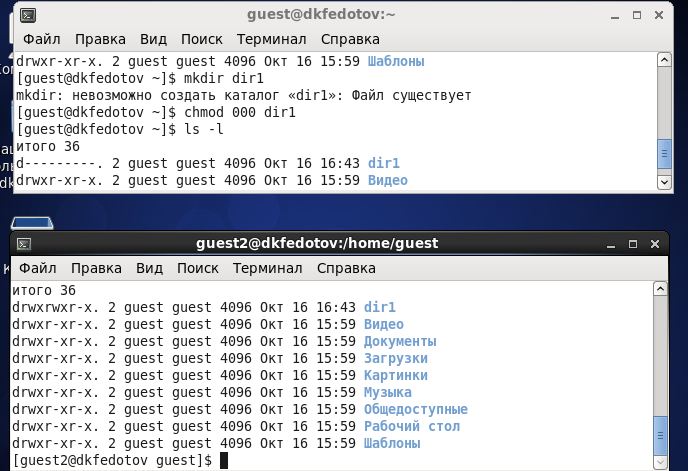 guest@dkfedotov:~
Файл Правка Вид Поиск Терминал Справка
drwxr-xr-x. 2 guest guest 4096 Окт 16 15:59 Шаблоны
[guest@dkfedotov ~]$ mkdir dir1
mkdir: невозможно создать каталог «dir1»: Файл существует
[guest@dkfedotov ~]$ chmod 000 dir1
[guest@dkfedotov ~]$ ls -l
итого 36
d---------. 2 guest guest 4096 Окт 16 16:43 dir1
drwxr-xr-x. 2 guest guest 4096 Окт 16 15:59 Видео
guest2@dkfedotov:/home/guest
Файл Правка Вид Поиск Терминал Справка
итого 36
drwxrwxr-x. 2 guest guest 4096 Окт 16 16:43 dir1
drwxr-xr-x. 2 guest guest 4096 Окт 16 15:59 Видео
drwxr-xr-x. 2 guest guest 4096 Окт 16 15:59 Документы
drwxr-xr-x. 2 guest guest 4096 Окт 16 15:59 Загрузки
drwxr-xr-x. 2 guest guest 4096 Окт 16 15:59 Картинки
drwxr-xr-x. 2 guest guest 4096 Окт 16 15:59 Музыка
drwxr-xr-x. 2 guest guest 4096 Окт 16 15:59 Общедоступные
drwxr-xr-x. 2 guest guest 4096 Окт 16 15:59 Рабочий стол
drwxr-xr-x. 2 guest guest 4096 Окт 16 15:59 Шаблоны
[guest2@dkfedotov guest]$